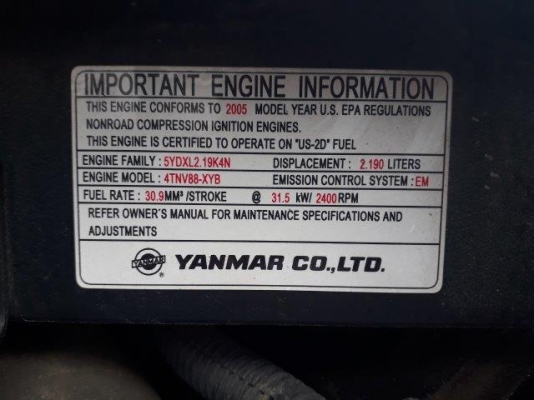 IMPORTANT ENGINE INFORMATION
THIS ENGINE CONFORMS TO 2005 MODEL YEAR U.S. EPA REGULATIONS
NONROAD COMPRESSION IGNITION ENGINES.
THIS ENGINE IS CERTIFIED TO OPERATE ON "US-2D" FUEL
ENGINE FAMILY : 5YDXL2.19K4N DISPLACEMENT : 2.190 LITERS
ENGINE MODEL : 4TNV88-XYB EMISSION CONTROL SYSTEM : EM
FUEL RATE : 30.9MM³/STROKE @ 31.5 kW/ 2400RPM
REFER OWNER'S MANUAL FOR MAINTENANCE SPECIFICATIONS AND
ADJUSTMENTS
YANMAR ® YANMAR CO.,LTD.